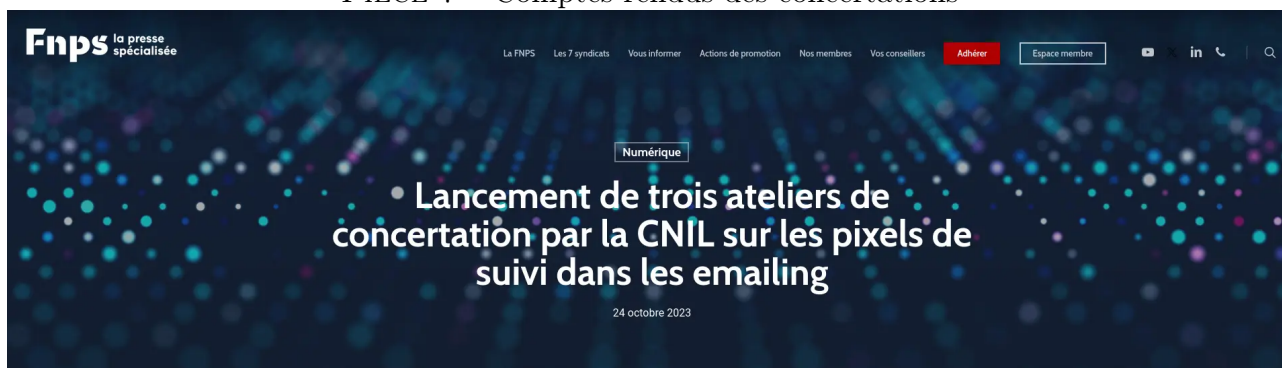 Comptes rendus des concertations
Fnps la presse
spécialisée
La FNPS Les 7 syndicats Vous informer Actions de promotion Nos membres Vos conseillers Adhérer Espace membre in
Numérique
Lancement de trois ateliers de
concertation par la CNIL sur les pixels de
suivi dans les emailing
24 octobre 2023